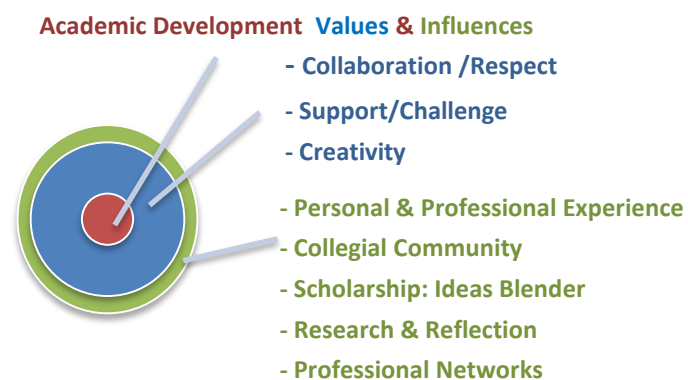 Academic Development Values & Influences
- Collaboration /Respect
- Support/Challenge
- Creativity
- Personal & Professional Experience
- Collegial Community
- Scholarship: Ideas Blender
- Research & Reflection
- Professional Networks